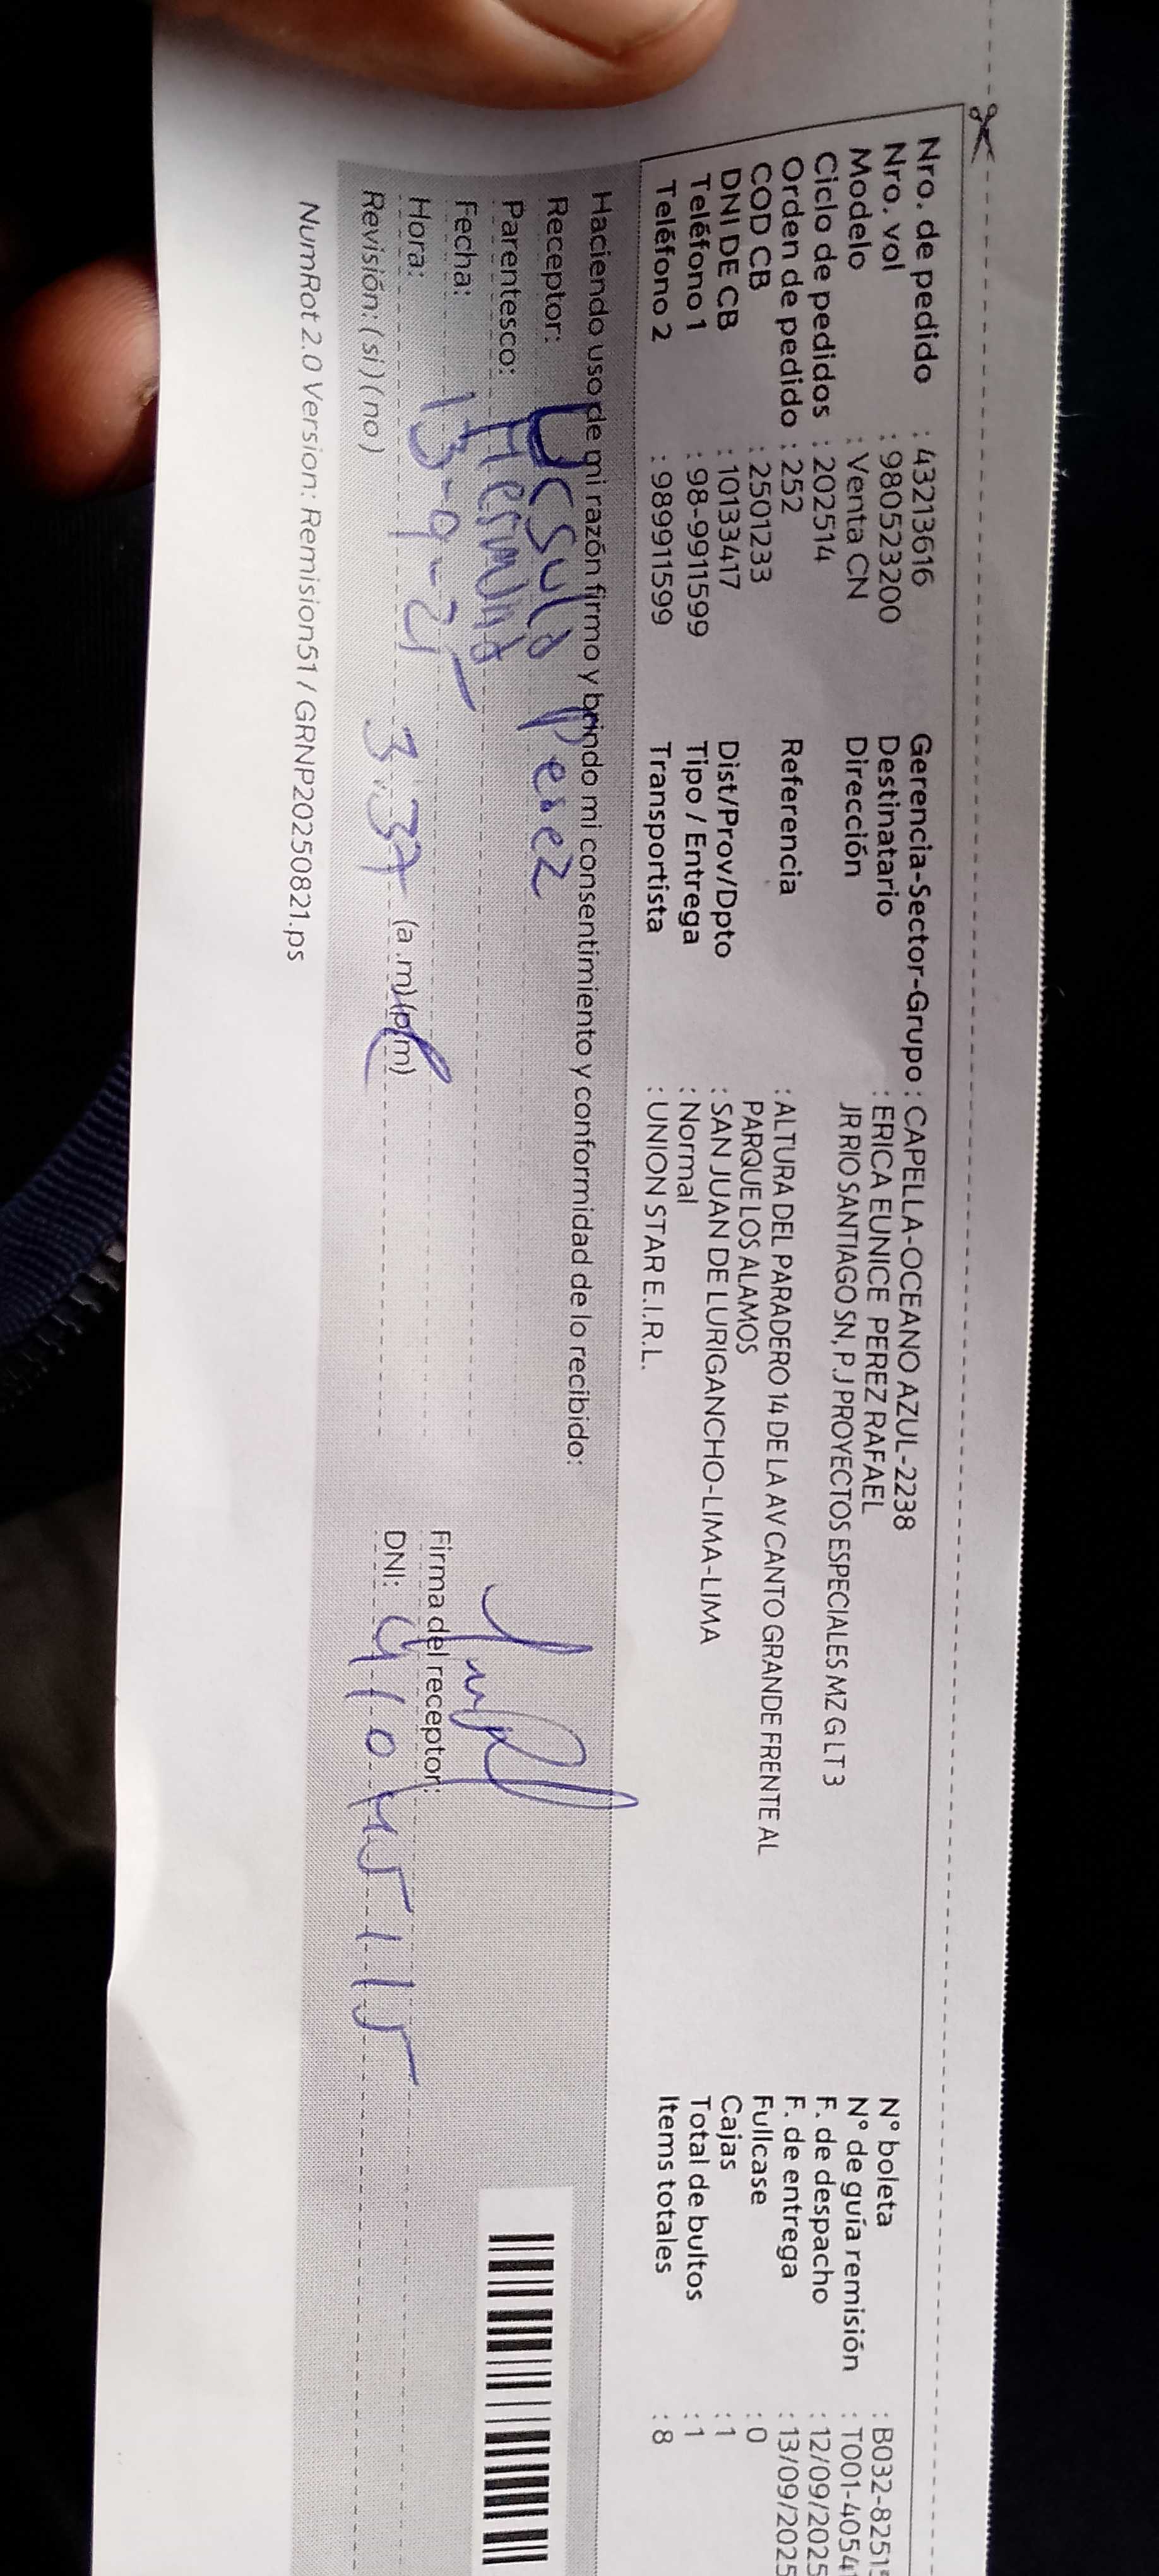 Nro. de pedido : 43213616
Nro. vol : 980523200
Modelo : Venta CN
Ciclo de pedidos : 202514
Orden de pedido : 252
COD CB : 2501233
DNI DE CB : 10133417
Teléfono 1 : 98-9911599
Teléfono 2 : 989911599
Gerencia-Sector-Grupo : CAPELLA-OCEANO AZUL-2238
Destinatario : ERICA EUNICE PEREZ RAFAEL
Dirección JR RIO SANTIAGO SN, P.J PROYECTOS ESPECIALES MZ G LT 3
Referencia : ALTURA DEL PARADERO 14 DE LA AV CANTO GRANDE FRENTE AL
PARQUE LOS ALAMOS
Dist/Prov/Dpto : SAN JUAN DE LURIGANCHO-LIMA-LIMA
Tipo / Entrega : Normal
Transportista : UNION STAR E.I.R.L.
N° boleta : B032-8251
N° de guía remisión : T001-4054
F. de despacho : 12/09/2025
F. de entrega : 13/09/2025
Fullcase : 0
Cajas : 1
Total de bultos : 1
Items totales : 8
Haciendo uso de mi razón firmo y brindo mi consentimiento y conformidad de lo recibido:
Receptor: Ursula Perez
Parentesco: Hermana
Fecha: 13-9-25
Hora: 3:37 (a.m) (p.m)
Revisión: (si) (no)
Firma del receptor:
DNI: 41045115
NumRot 2.0 Version: Remision51 / GRNP20250821.ps